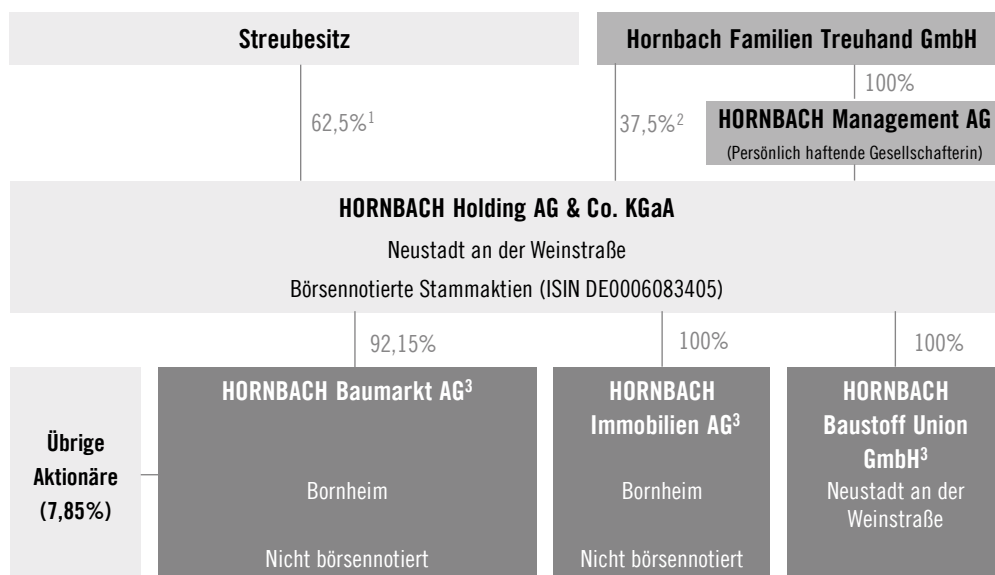 Streubesitz
Hornbach Familien Treuhand GmbH
62,5%¹
37,5%²
100%
HORNBACH Management AG
(Persönlich haftende Gesellschafterin)
HORNBACH Holding AG & Co. KGaA
Neustadt an der Weinstraße
Börsennotierte Stammaktien (ISIN DE0006083405)
92,15%
100%
100%
Übrige
Aktionäre
(7,85%)
HORNBACH Baumarkt AG³
Bornheim
Nicht börsennotiert
HORNBACH
Immobilien AG³
Bornheim
Nicht börsennotiert
HORNBACH
Baustoff Union
GmbH³
Neustadt an der
Weinstraße